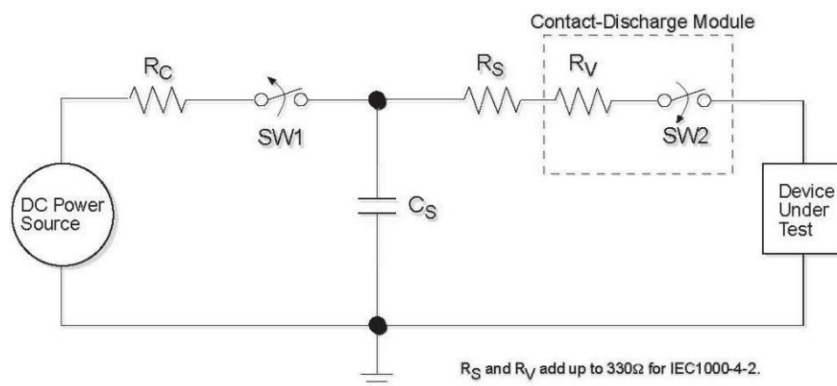 Contact-Discharge Module
RC
RS
RV
SW1
SW2
DC Power
Source
CS
Device
Under
Test
RS and RV add up to 330Ω for IEC1000-4-2.